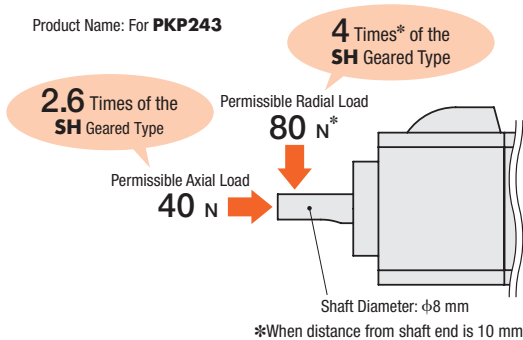 Product Name: For PKP243
4 Times* of the
SH Geared Type
2.6 Times of the
SH Geared Type
Permissible Radial Load
80 N*
Permissible Axial Load
40 N
Shaft Diameter: ϕ8 mm
✻When distance from shaft end is 10 mm